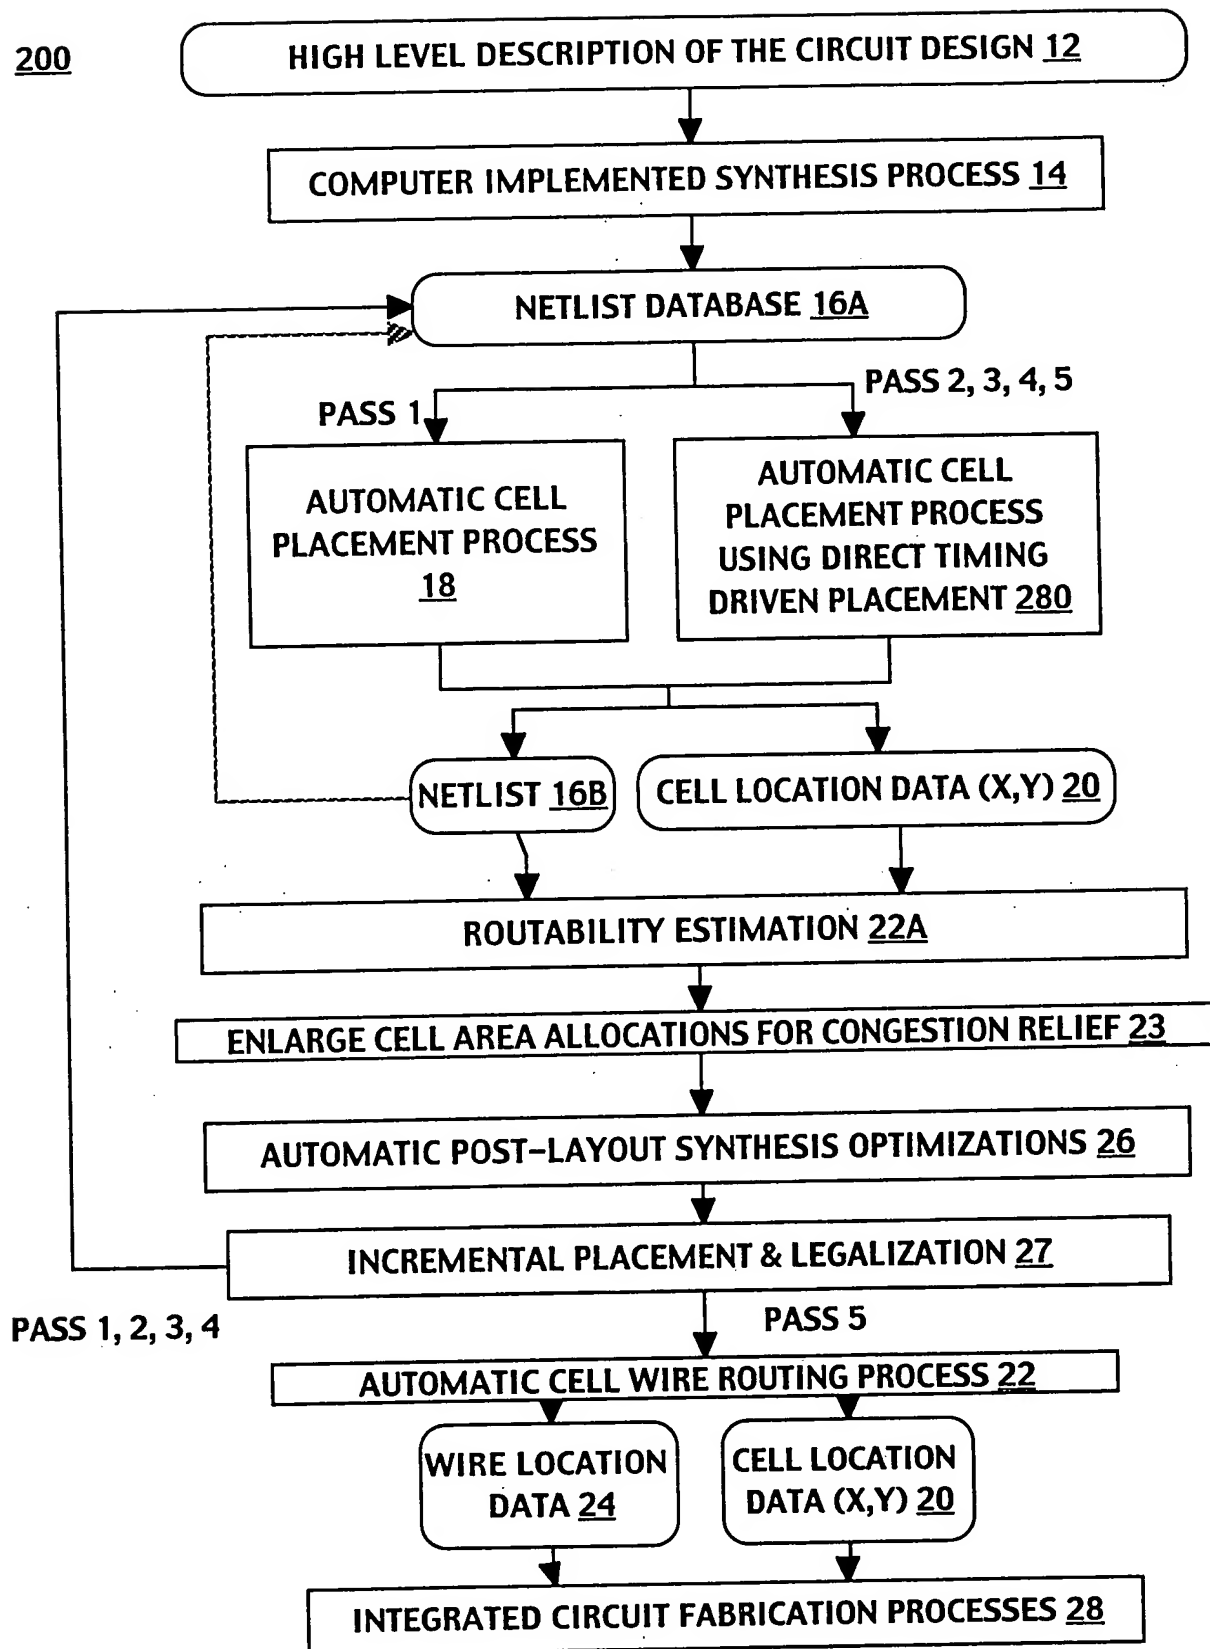 200
HIGH LEVEL DESCRIPTION OF THE CIRCUIT DESIGN 12
COMPUTER IMPLEMENTED SYNTHESIS PROCESS 14
NETLIST DATABASE 16A
PASS 1
PASS 2, 3, 4, 5
AUTOMATIC CELL
PLACEMENT PROCESS
18
AUTOMATIC CELL
PLACEMENT PROCESS
USING DIRECT TIMING
DRIVEN PLACEMENT 280
NETLIST 16B
CELL LOCATION DATA (X,Y) 20
ROUTABILITY ESTIMATION 22A
ENLARGE CELL AREA ALLOCATIONS FOR CONGESTION RELIEF 23
AUTOMATIC POST-LAYOUT SYNTHESIS OPTIMIZATIONS 26
INCREMENTAL PLACEMENT & LEGALIZATION 27
PASS 1, 2, 3, 4
PASS 5
AUTOMATIC CELL WIRE ROUTING PROCESS 22
WIRE LOCATION
DATA 24
CELL LOCATION
DATA (X,Y) 20
INTEGRATED CIRCUIT FABRICATION PROCESSES 28